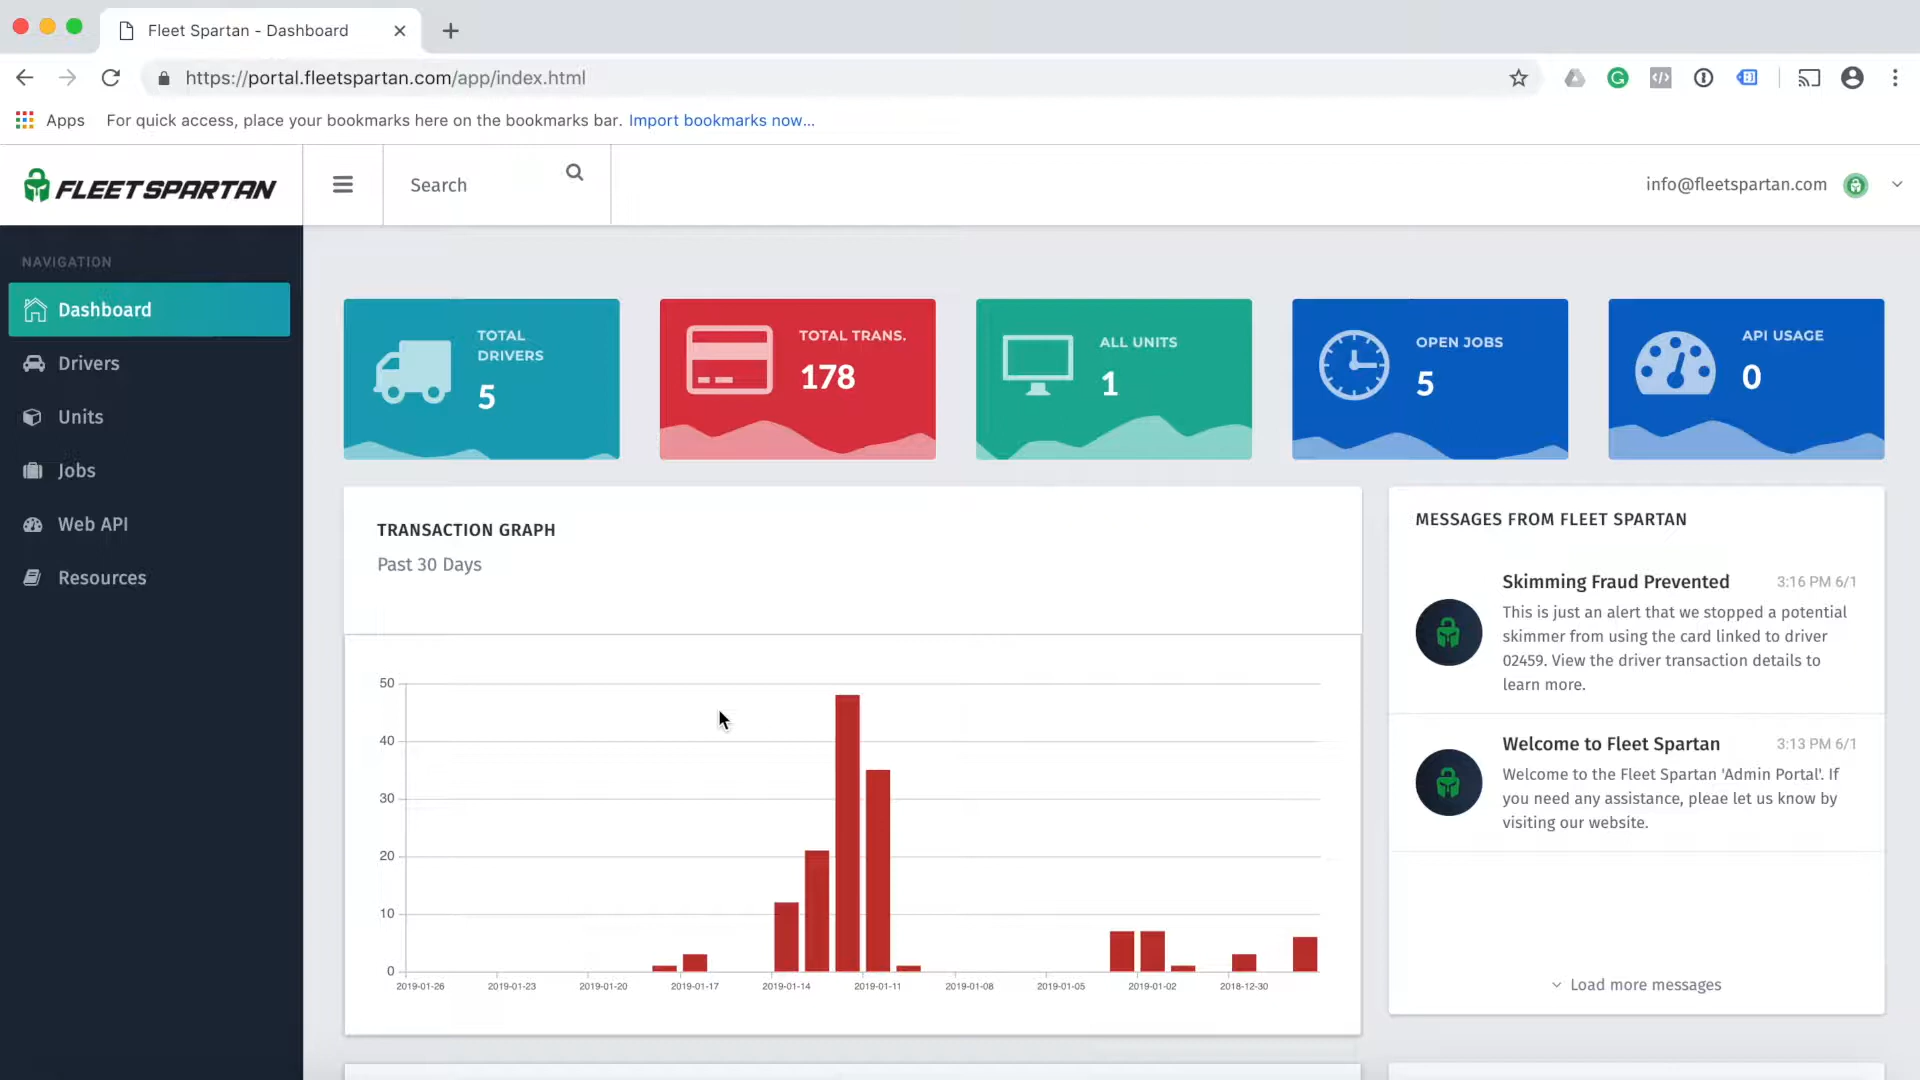 Fleet Spartan - Dashboard
https://portal.fleetspartan.com/app/index.html
Apps
For quick access, place your bookmarks here on the bookmarks bar. Import bookmarks now...
FLEET SPARTAN
Search
info@fleetspartan.com
NAVIGATION
Dashboard
Drivers
Units
Jobs
Web API
Resources
TOTAL
DRIVERS
5
TOTAL TRANS.
178
ALL UNITS
1
OPEN JOBS
5
API USAGE
0
TRANSACTION GRAPH
Past 30 Days
50
40
30
20
10
0
2019-01-26 2019-01-23 2019-01-20 2019-01-17 2019-01-14 2019-01-11 2019-01-08 2019-01-05 2019-01-02 2018-12-30
MESSAGES FROM FLEET SPARTAN
Skimming Fraud Prevented 3:16 PM 6/1
This is just an alert that we stopped a potential
skimmer from using the card linked to driver
02459. View the driver transaction details to
learn more.
Welcome to Fleet Spartan 3:13 PM 6/1
Welcome to the Fleet Spartan 'Admin Portal'. If
you need any assistance, pleae let us know by
visiting our website.
Load more messages